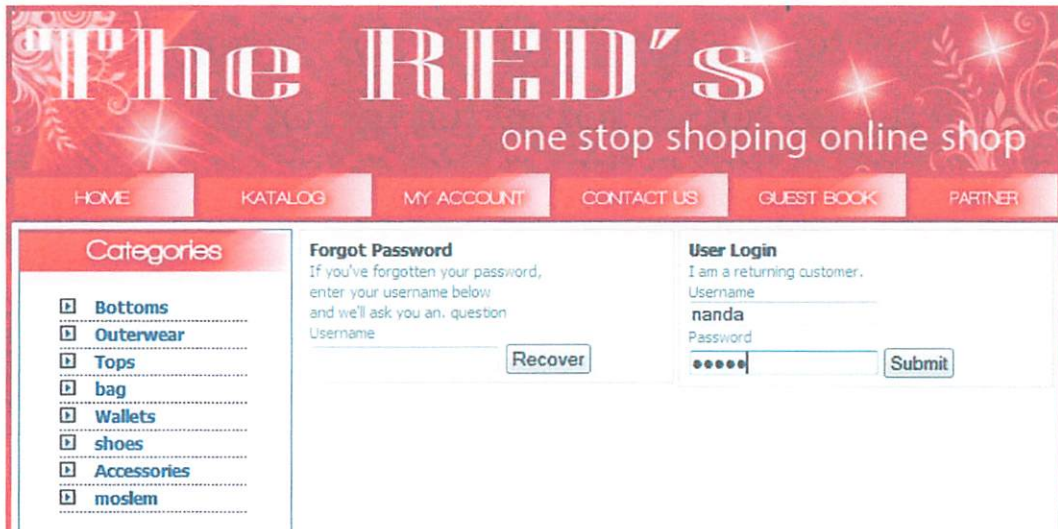 The RED's
one stop shoping online shop
HOME KATALOG MY ACCOUNT CONTACT US GUEST BOOK PARTNER
Categories
Bottoms
Outerwear
Tops
bag
Wallets
shoes
Accessories
moslem
Forgot Password
If you've forgotten your password,
enter your username below
and we'll ask you an. question
Username
Recover
User Login
I am a returning customer.
Username
nanda
Password
●●●●●
Submit